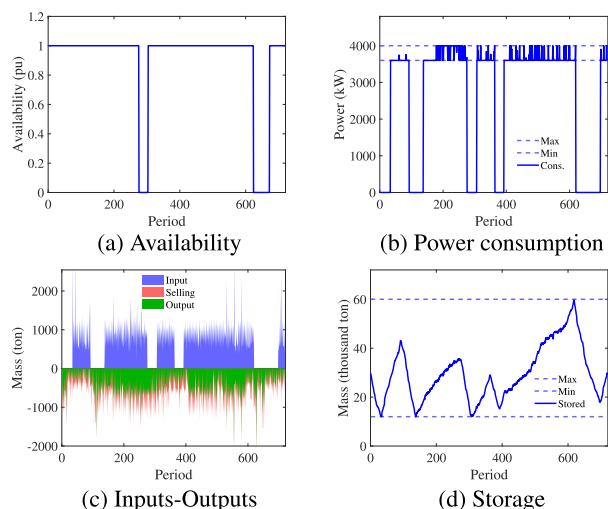 1.2
1
0.8
0.6
0.4
0.2
0
Availability (pu)
0 200 400 600
Period
(a) Availability
4000
3000
2000
1000
0
Power (kW)
Max
Min
Cons.
0 200 400 600
Period
(b) Power consumption
2000
1000
0
-1000
-2000
Mass (ton)
Input
Selling
Output
0 200 400 600
Period
(c) Inputs-Outputs
60
40
20
0
Mass (thousand ton)
Max
Min
Stored
0 200 400 600
Period
(d) Storage